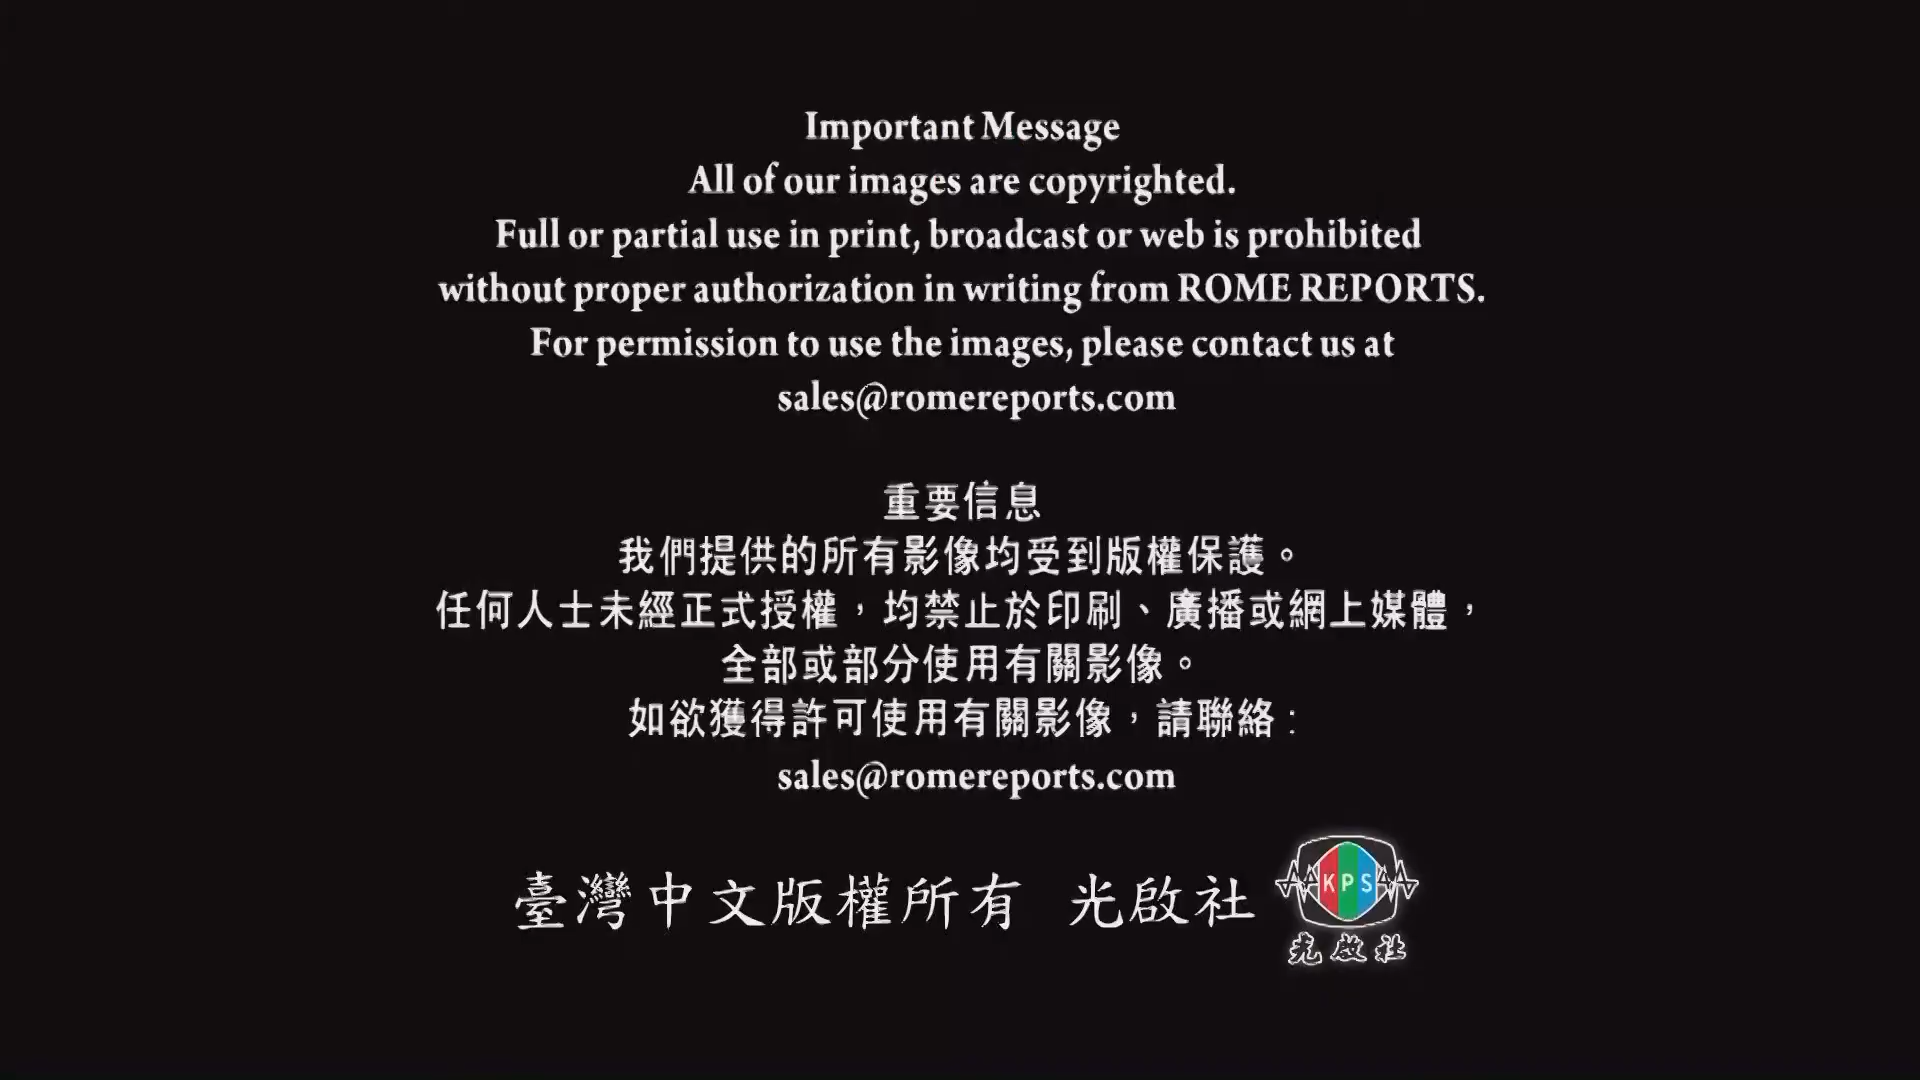 Important Message
All of our images are copyrighted.
Full or partial use in print, broadcast or web is prohibited
without proper authorization in writing from ROME REPORTS.
For permission to use the images, please contact us at
sales@romereports.com
重要信息
我們提供的所有影像均受到版權保護。
任何人士未經正式授權，均禁止於印刷、廣播或網上媒體，
全部或部分使用有關影像。
如欲獲得許可使用有關影像，請聯絡：
sales@romereports.com
臺灣中文版權所有 光啟社
KPS
光啟社